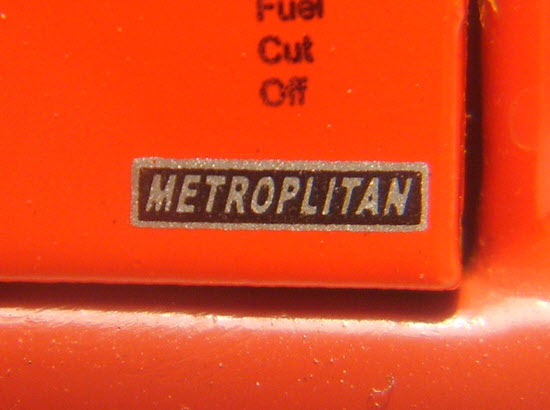 Fuel
Cut
Off
METROPLITAN